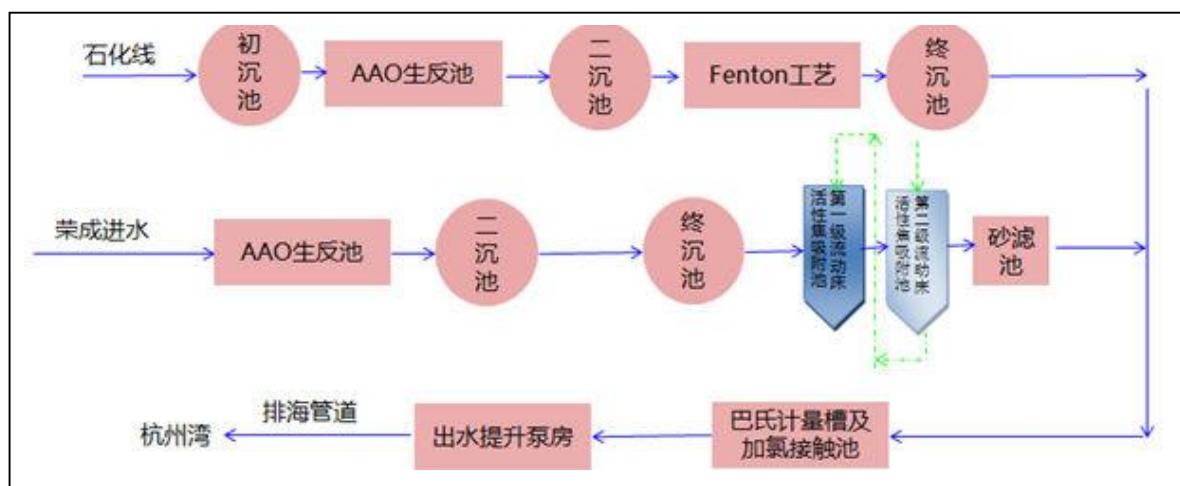 石化线
初沉池
AAO生反池
二沉池
Fenton工艺
终沉池
荣成进水
AAO生反池
二沉池
终沉池
第一级流动床
活性焦吸附池
第二级流动床
活性焦吸附池
砂滤
池
杭州湾
排海管道
出水提升泵房
巴氏计量槽及
加氯接触池